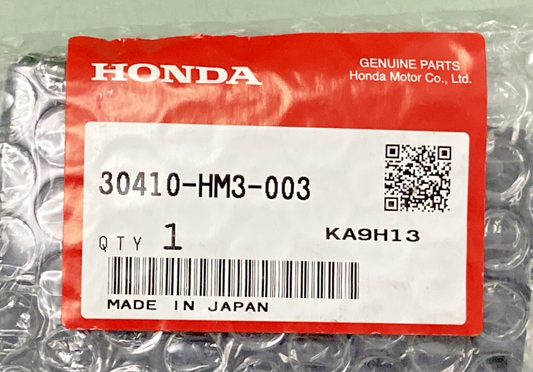 HONDA
GENUINE PARTS
Honda Motor Co., Ltd.
30410-HM3-003
QTY 1
KA9H13
MADE IN JAPAN